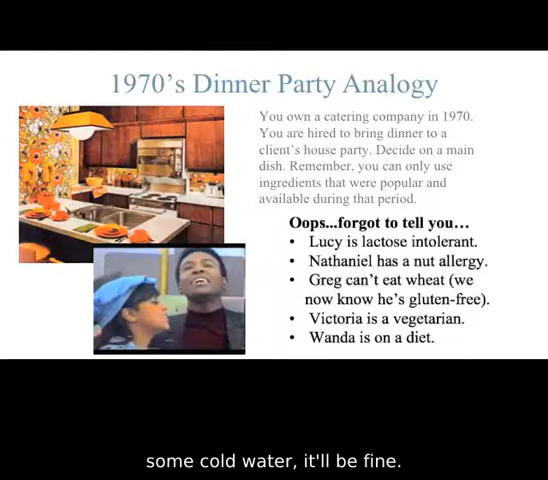 1970's Dinner Party Analogy
You own a catering company in 1970.
You are hired to bring dinner to a
client's house party. Decide on a main
dish. Remember, you can only use
ingredients that were popular and
available during that period.
Oops...forgot to tell you…
• Lucy is lactose intolerant.
• Nathaniel has a nut allergy.
• Greg can't eat wheat (we
now know he's gluten-free).
• Victoria is a vegetarian.
• Wanda is on a diet.
some cold water, it'll be fine.